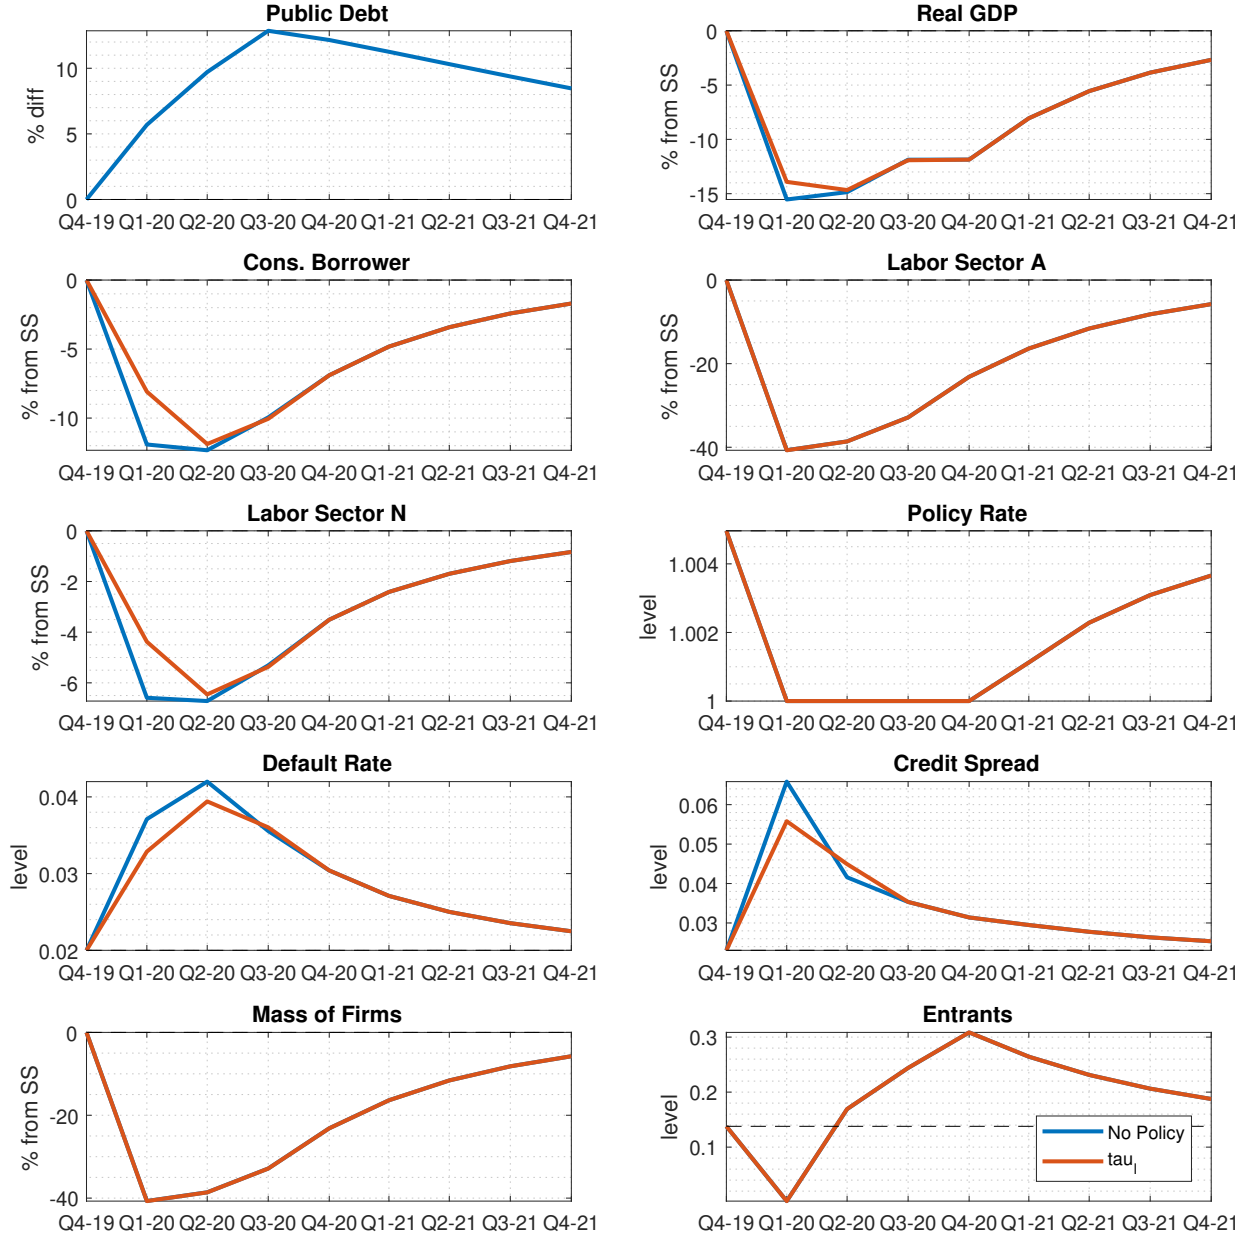 Public Debt
% diff
10
5
0
Q4-19 Q1-20 Q2-20 Q3-20 Q4-20 Q1-21 Q2-21 Q3-21 Q4-21
Real GDP
% from SS
0
-5
-10
-15
Q4-19 Q1-20 Q2-20 Q3-20 Q4-20 Q1-21 Q2-21 Q3-21 Q4-21
Cons. Borrower
% from SS
0
-5
-10
Q4-19 Q1-20 Q2-20 Q3-20 Q4-20 Q1-21 Q2-21 Q3-21 Q4-21
Labor Sector A
% from SS
0
-20
-40
Q4-19 Q1-20 Q2-20 Q3-20 Q4-20 Q1-21 Q2-21 Q3-21 Q4-21
Labor Sector N
% from SS
0
-2
-4
-6
Q4-19 Q1-20 Q2-20 Q3-20 Q4-20 Q1-21 Q2-21 Q3-21 Q4-21
Policy Rate
level
1.004
1.002
1
Q4-19 Q1-20 Q2-20 Q3-20 Q4-20 Q1-21 Q2-21 Q3-21 Q4-21
Default Rate
level
0.04
0.03
0.02
Q4-19 Q1-20 Q2-20 Q3-20 Q4-20 Q1-21 Q2-21 Q3-21 Q4-21
Credit Spread
level
0.06
0.05
0.04
0.03
Q4-19 Q1-20 Q2-20 Q3-20 Q4-20 Q1-21 Q2-21 Q3-21 Q4-21
Mass of Firms
% from SS
0
-20
-40
Q4-19 Q1-20 Q2-20 Q3-20 Q4-20 Q1-21 Q2-21 Q3-21 Q4-21
Entrants
level
0.3
0.2
0.1
No Policy
tau_l
Q4-19 Q1-20 Q2-20 Q3-20 Q4-20 Q1-21 Q2-21 Q3-21 Q4-21